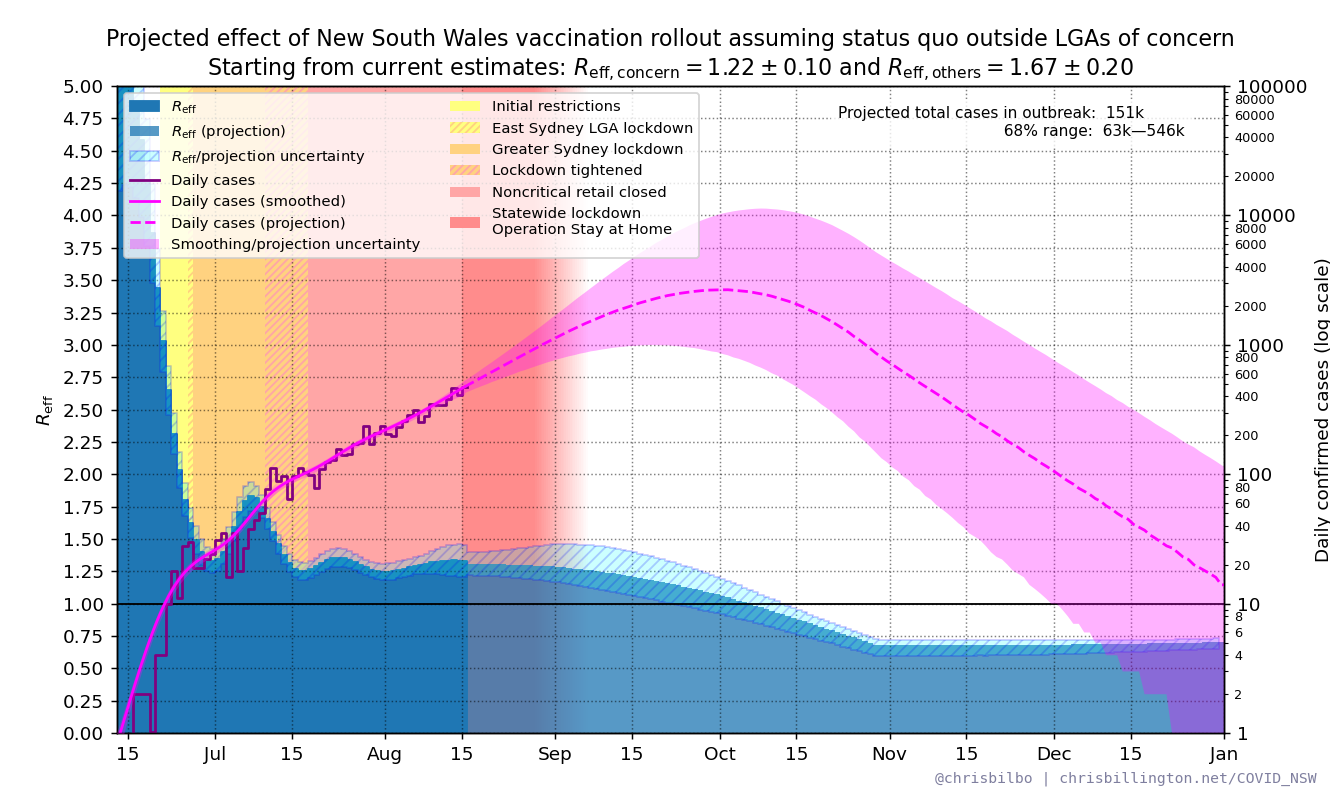 Projected effect of New South Wales vaccination rollout assuming status quo outside LGAs of concern
Starting from current estimates: R_eff, concern = 1.22 ± 0.10 and R_eff, others = 1.67 ± 0.20
R_eff
R_eff (projection)
R_eff/projection uncertainty
Daily cases
Daily cases (smoothed)
Daily cases (projection)
Smoothing/projection uncertainty
Initial restrictions
East Sydney LGA lockdown
Greater Sydney lockdown
Lockdown tightened
Noncritical retail closed
Statewide lockdown
Operation Stay at Home
Projected total cases in outbreak: 151k
68% range: 63k—546k
R_eff
5.00
4.75
4.50
4.25
4.00
3.75
3.50
3.25
3.00
2.75
2.50
2.25
2.00
1.75
1.50
1.25
1.00
0.75
0.50
0.25
0.00
15
Jul
15
Aug
15
Sep
15
Oct
15
Nov
15
Dec
15
Jan
100000
80000
60000
40000
20000
10000
8000
6000
4000
2000
1000
800
600
400
200
100
80
60
40
20
10
8
6
4
2
1
Daily confirmed cases (log scale)
@chrisbilbo | chrisbillington.net/COVID_NSW